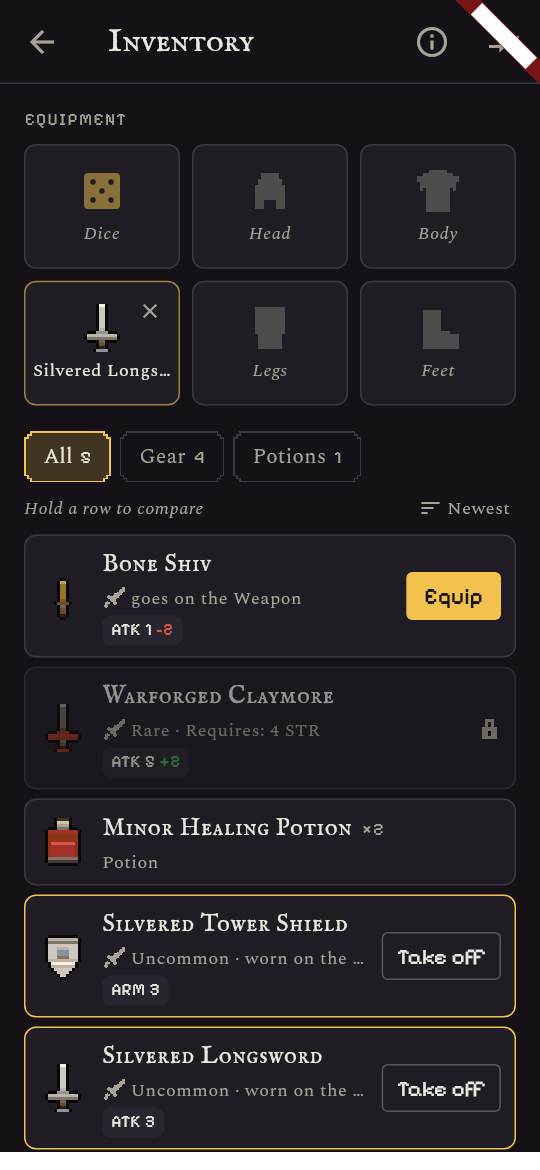 Inventory
EQUIPMENT
Dice
Head
Body
Silvered Longs…
Legs
Feet
All 5
Gear 4
Potions 1
Hold a row to compare
Newest
Bone Shiv
goes on the Weapon
ATK 1 -2
Equip
Warforged Claymore
Rare · Requires: 4 STR
ATK 5 +2
Minor Healing Potion ×2
Potion
Silvered Tower Shield
Uncommon · worn on the …
ARM 3
Take off
Silvered Longsword
Uncommon · worn on the …
ATK 3
Take off